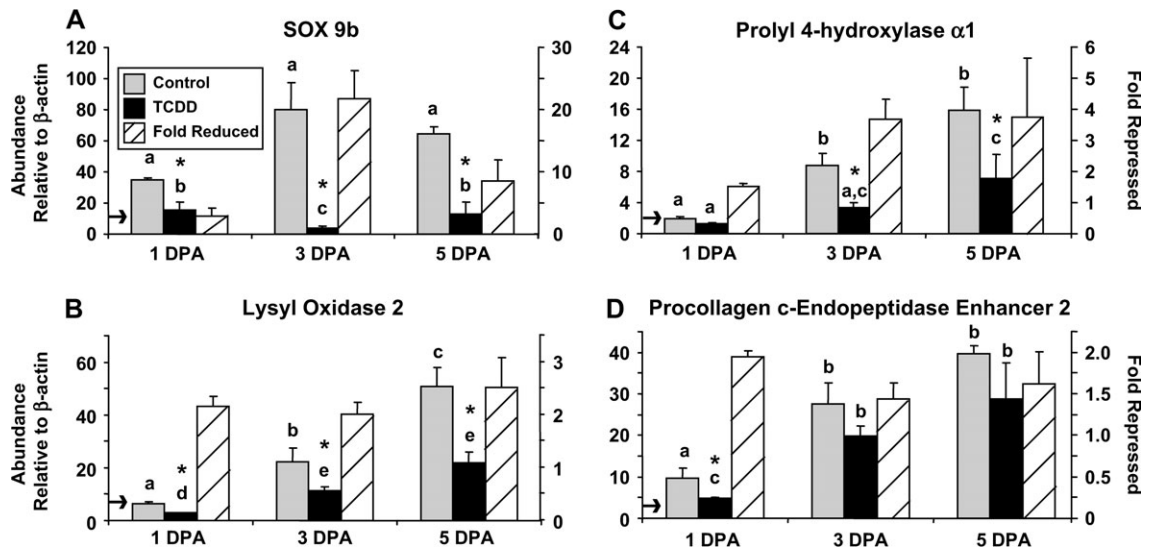 A
SOX 9b
120
100
80
60
40
20
0
Abundance
Relative to β-actin
30
20
10
0
Control
TCDD
Fold Reduced
a
*
b
a
*
c
a
*
b
1 DPA
3 DPA
5 DPA
C
Prolyl 4-hydroxylase α1
24
20
16
12
8
4
0
6
5
4
3
2
1
0
Fold Repressed
a
a
b
*
a,c
b
*
c
1 DPA
3 DPA
5 DPA
B
Lysyl Oxidase 2
60
40
20
0
Abundance
Relative to β-actin
3
2
1
0
a
*
d
b
*
e
c
*
e
1 DPA
3 DPA
5 DPA
D
Procollagen c-Endopeptidase Enhancer 2
40
30
20
10
0
2.0
1.5
1.0
0.5
0
Fold Repressed
a
*
c
b
b
b
b
1 DPA
3 DPA
5 DPA